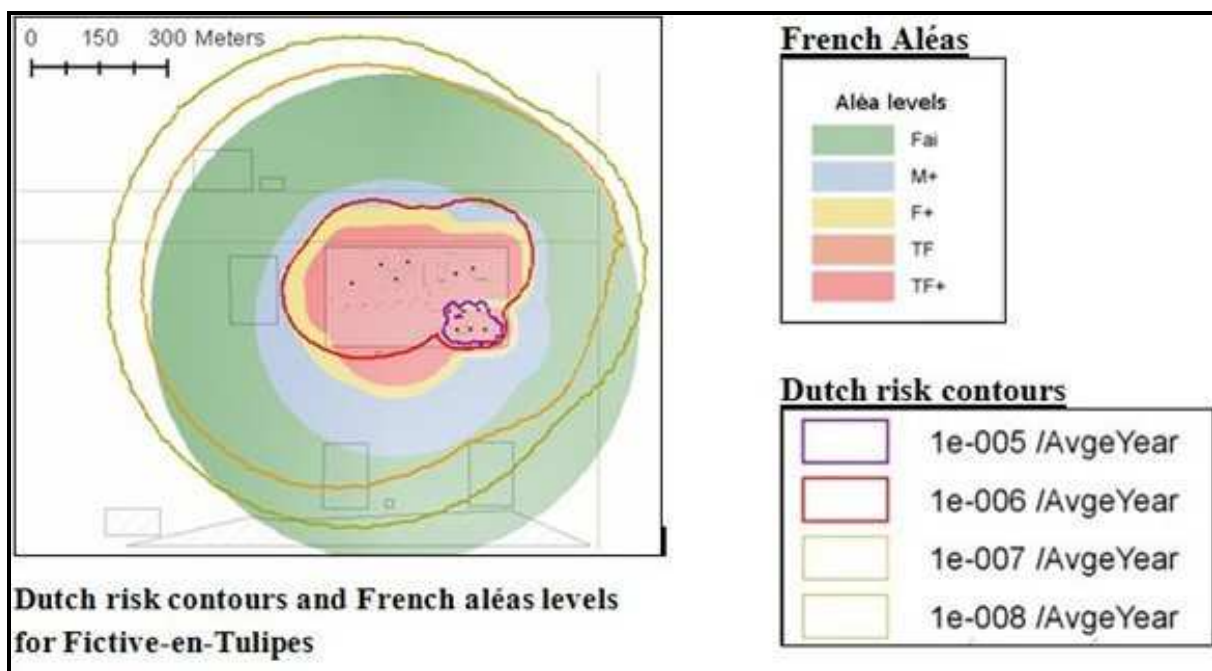 0 150 300 Meters
French Aléas
Aléa levels
Fai
M+
F+
TF
TF+
Dutch risk contours
1e-005 /AvgeYear
1e-006 /AvgeYear
1e-007 /AvgeYear
1e-008 /AvgeYear
Dutch risk contours and French aléas levels
for Fictive-en-Tulipes